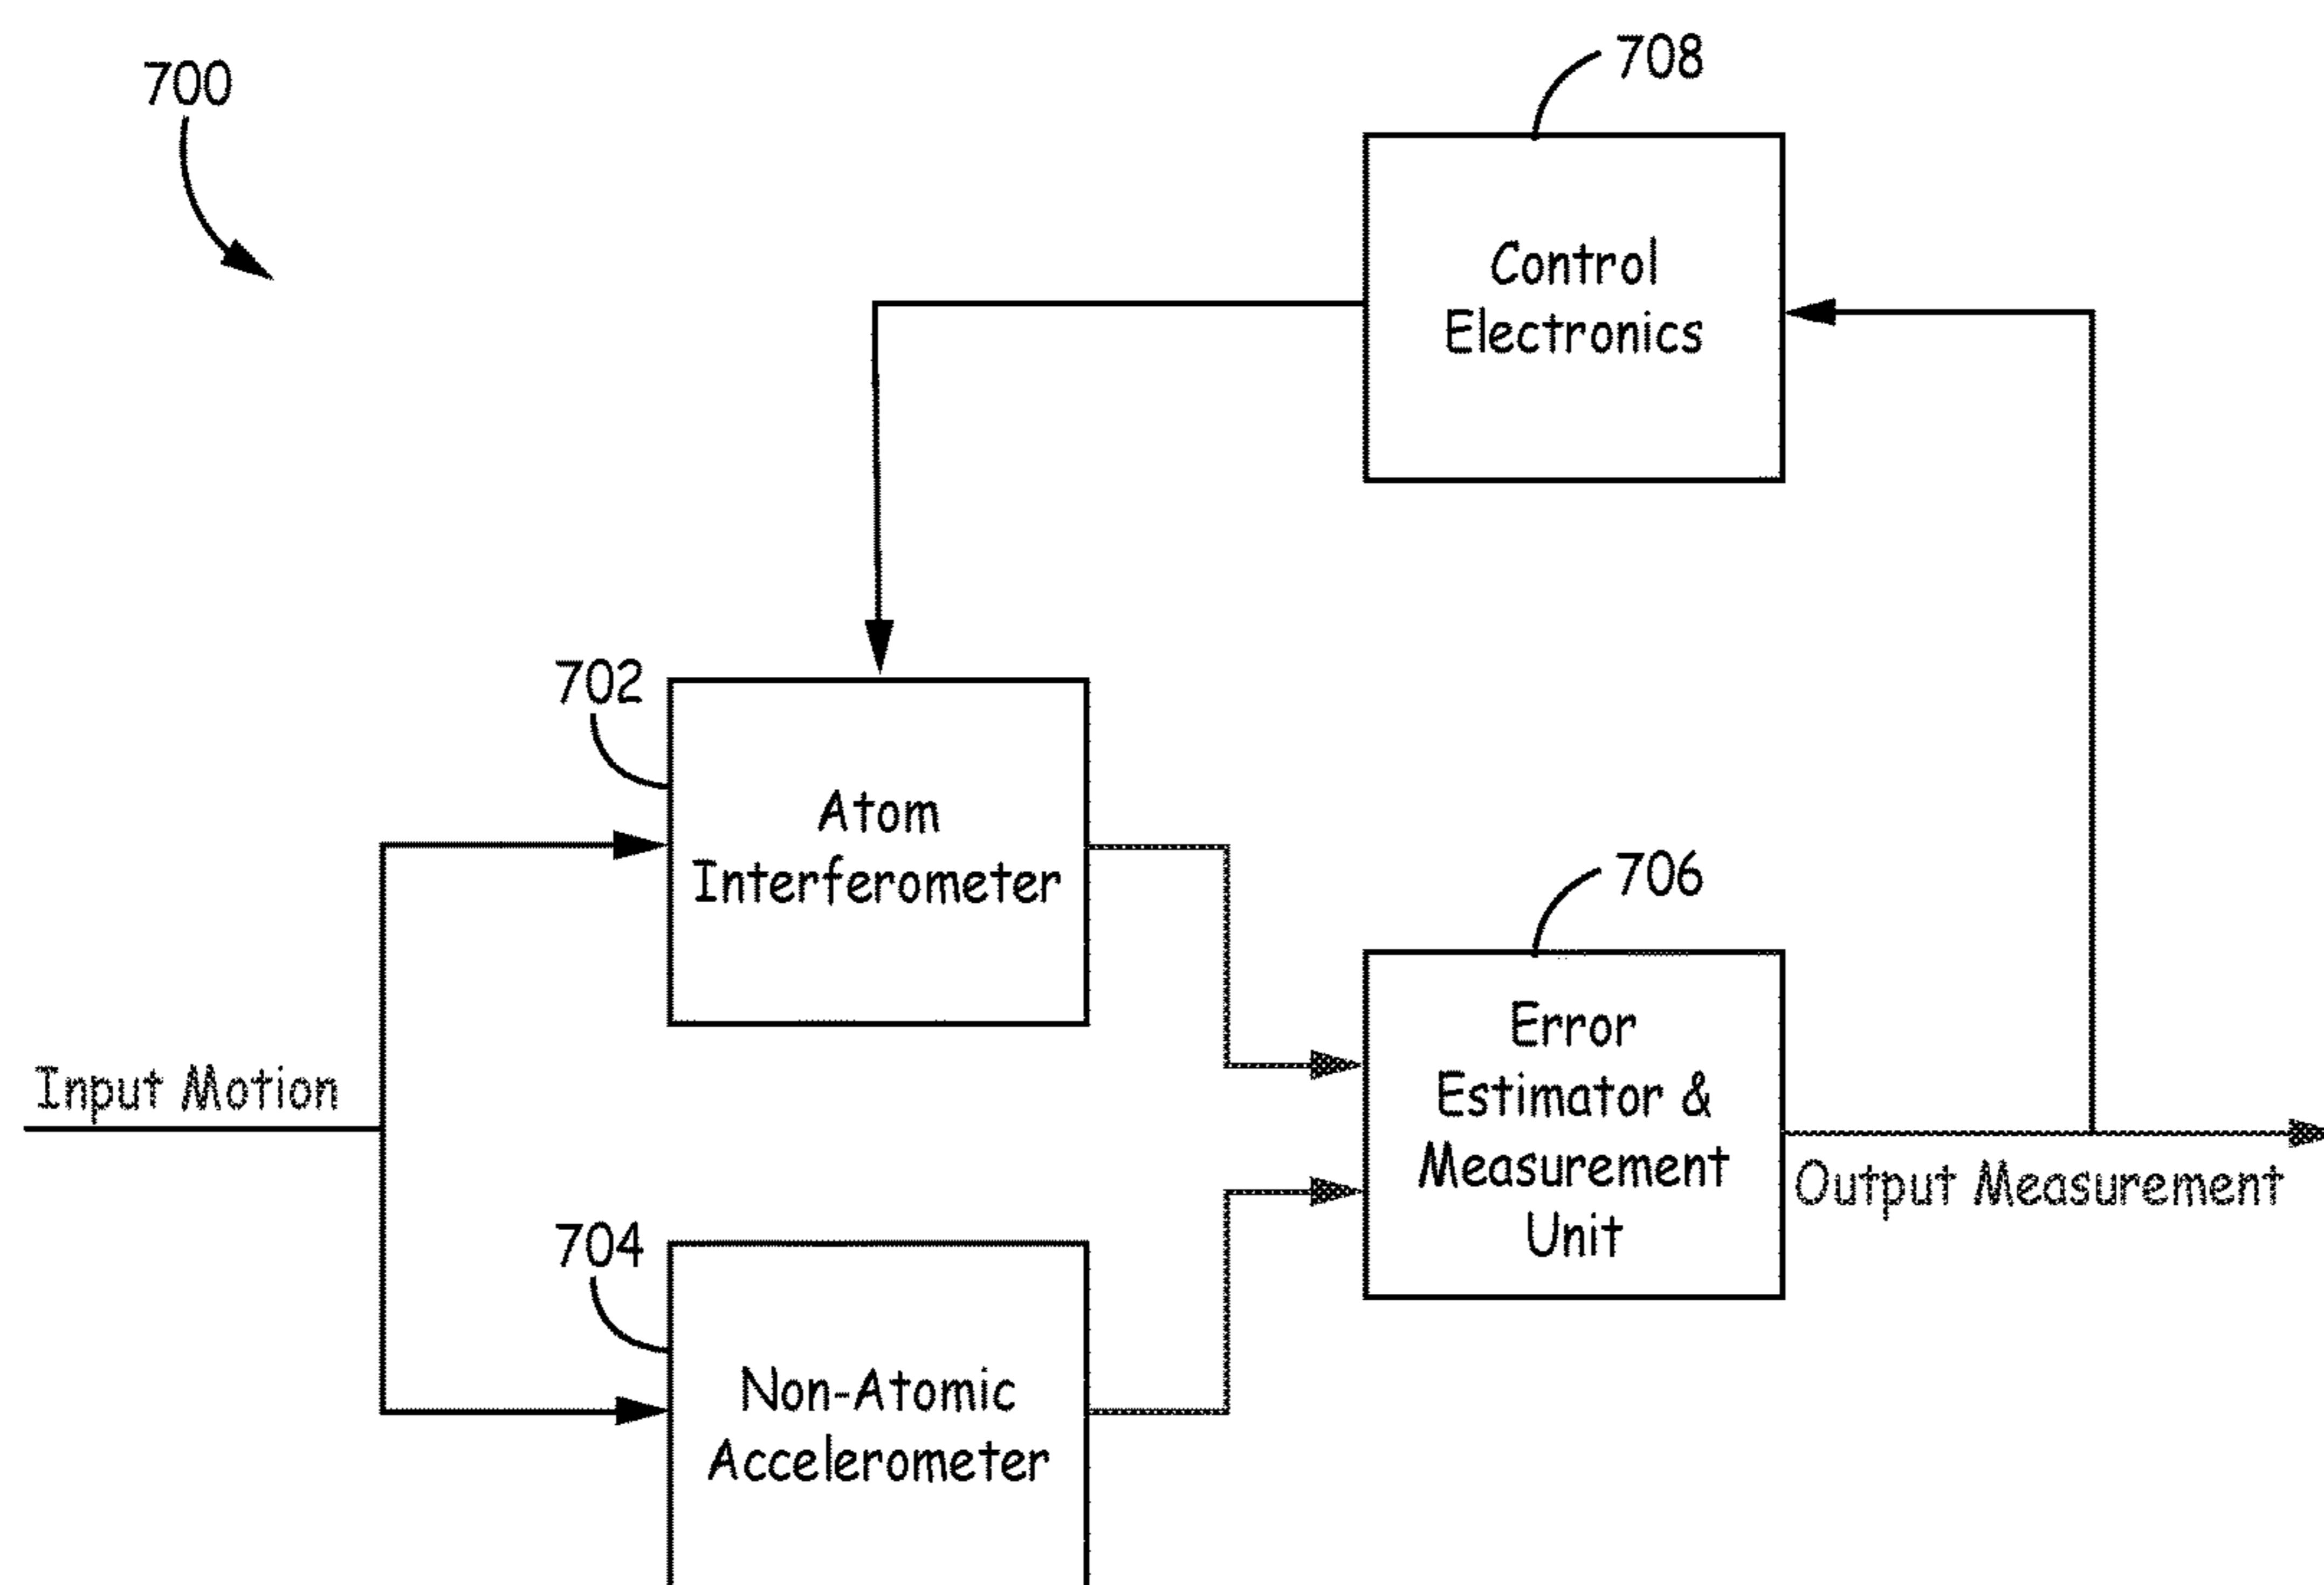 700
708
Control
Electronics
702
Atom
Interferometer
706
Error
Estimator &
Measurement
Unit
Input Motion
Output Measurement
704
Non-Atomic
Accelerometer